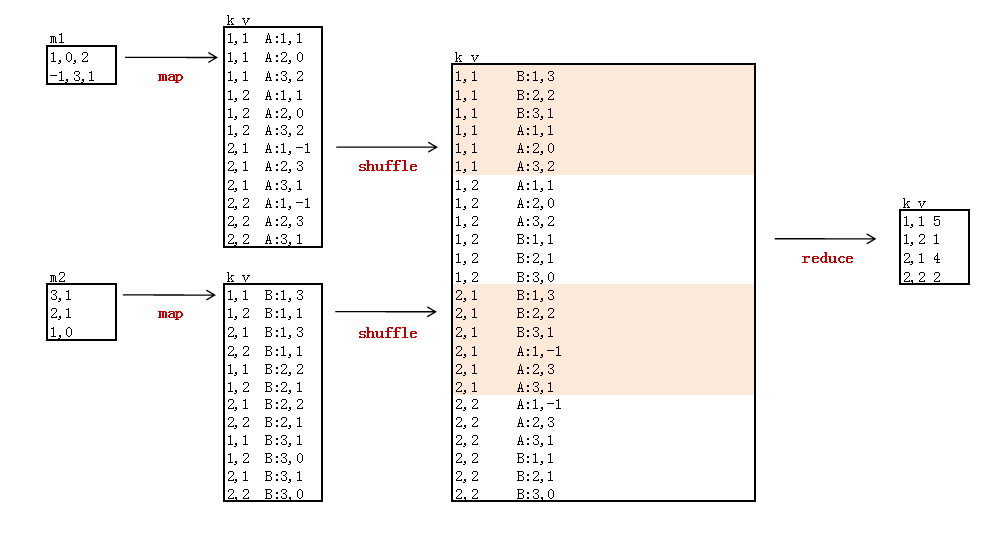 m1
1,0,2
-1,3,1
map
k v
1,1 A:1,1
1,1 A:2,0
1,1 A:3,2
1,2 A:1,1
1,2 A:2,0
1,2 A:3,2
2,1 A:1,-1
2,1 A:2,3
2,1 A:3,1
2,2 A:1,-1
2,2 A:2,3
2,2 A:3,1
shuffle
m2
3,1
2,1
1,0
map
k v
1,1 B:1,3
1,2 B:1,1
2,1 B:1,3
2,2 B:1,1
1,1 B:2,2
1,2 B:2,1
2,1 B:2,2
2,2 B:2,1
1,1 B:3,1
1,2 B:3,0
2,1 B:3,1
2,2 B:3,0
shuffle
k v
1,1 B:1,3
1,1 B:2,2
1,1 B:3,1
1,1 A:1,1
1,1 A:2,0
1,1 A:3,2
1,2 A:1,1
1,2 A:2,0
1,2 A:3,2
1,2 B:1,1
1,2 B:2,1
1,2 B:3,0
2,1 B:1,3
2,1 B:2,2
2,1 B:3,1
2,1 A:1,-1
2,1 A:2,3
2,1 A:3,1
2,2 A:1,-1
2,2 A:2,3
2,2 A:3,1
2,2 B:1,1
2,2 B:2,1
2,2 B:3,0
reduce
k v
1,1 5
1,2 1
2,1 4
2,2 2